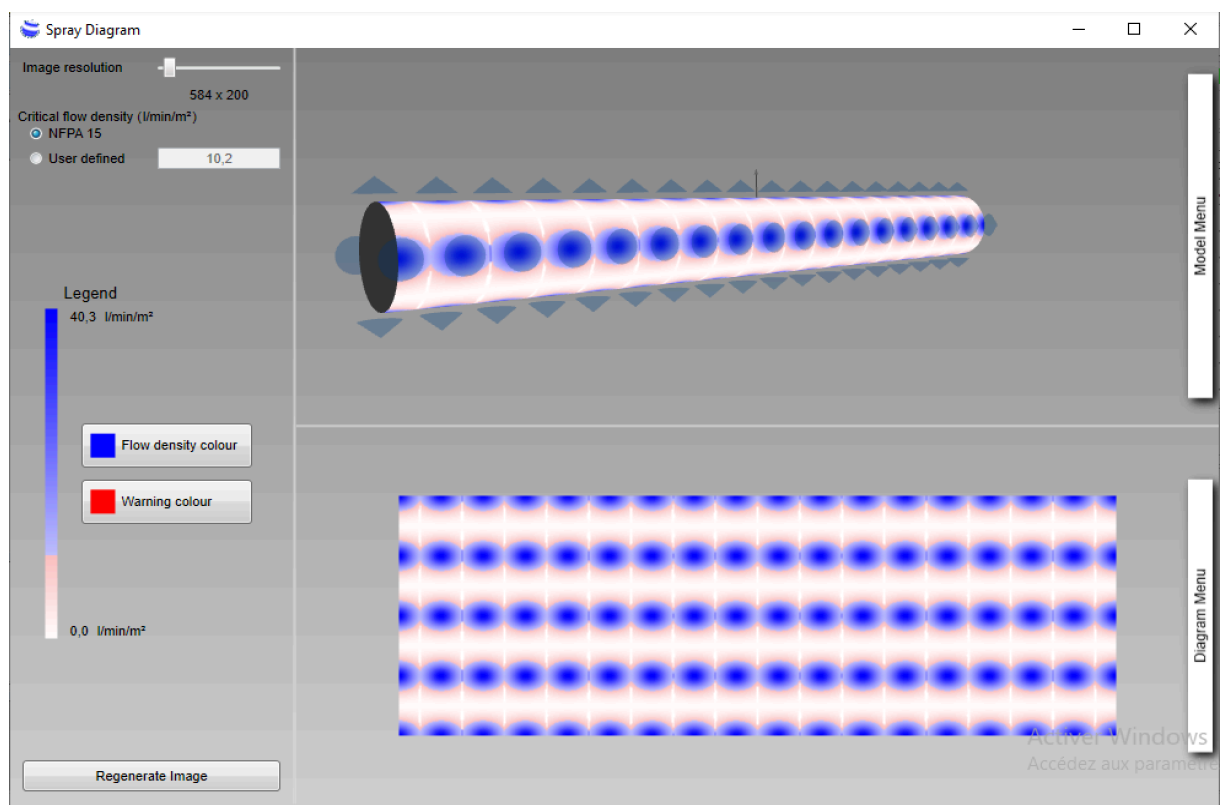 Spray Diagram
Image resolution
584 x 200
Critical flow density (l/min/m²)
NFPA 15
User defined
10,2
Legend
40,3 l/min/m²
Flow density colour
Warning colour
0,0 l/min/m²
Regenerate Image
Model Menu
Diagram Menu
Activer Windows
Accédez aux paramètre